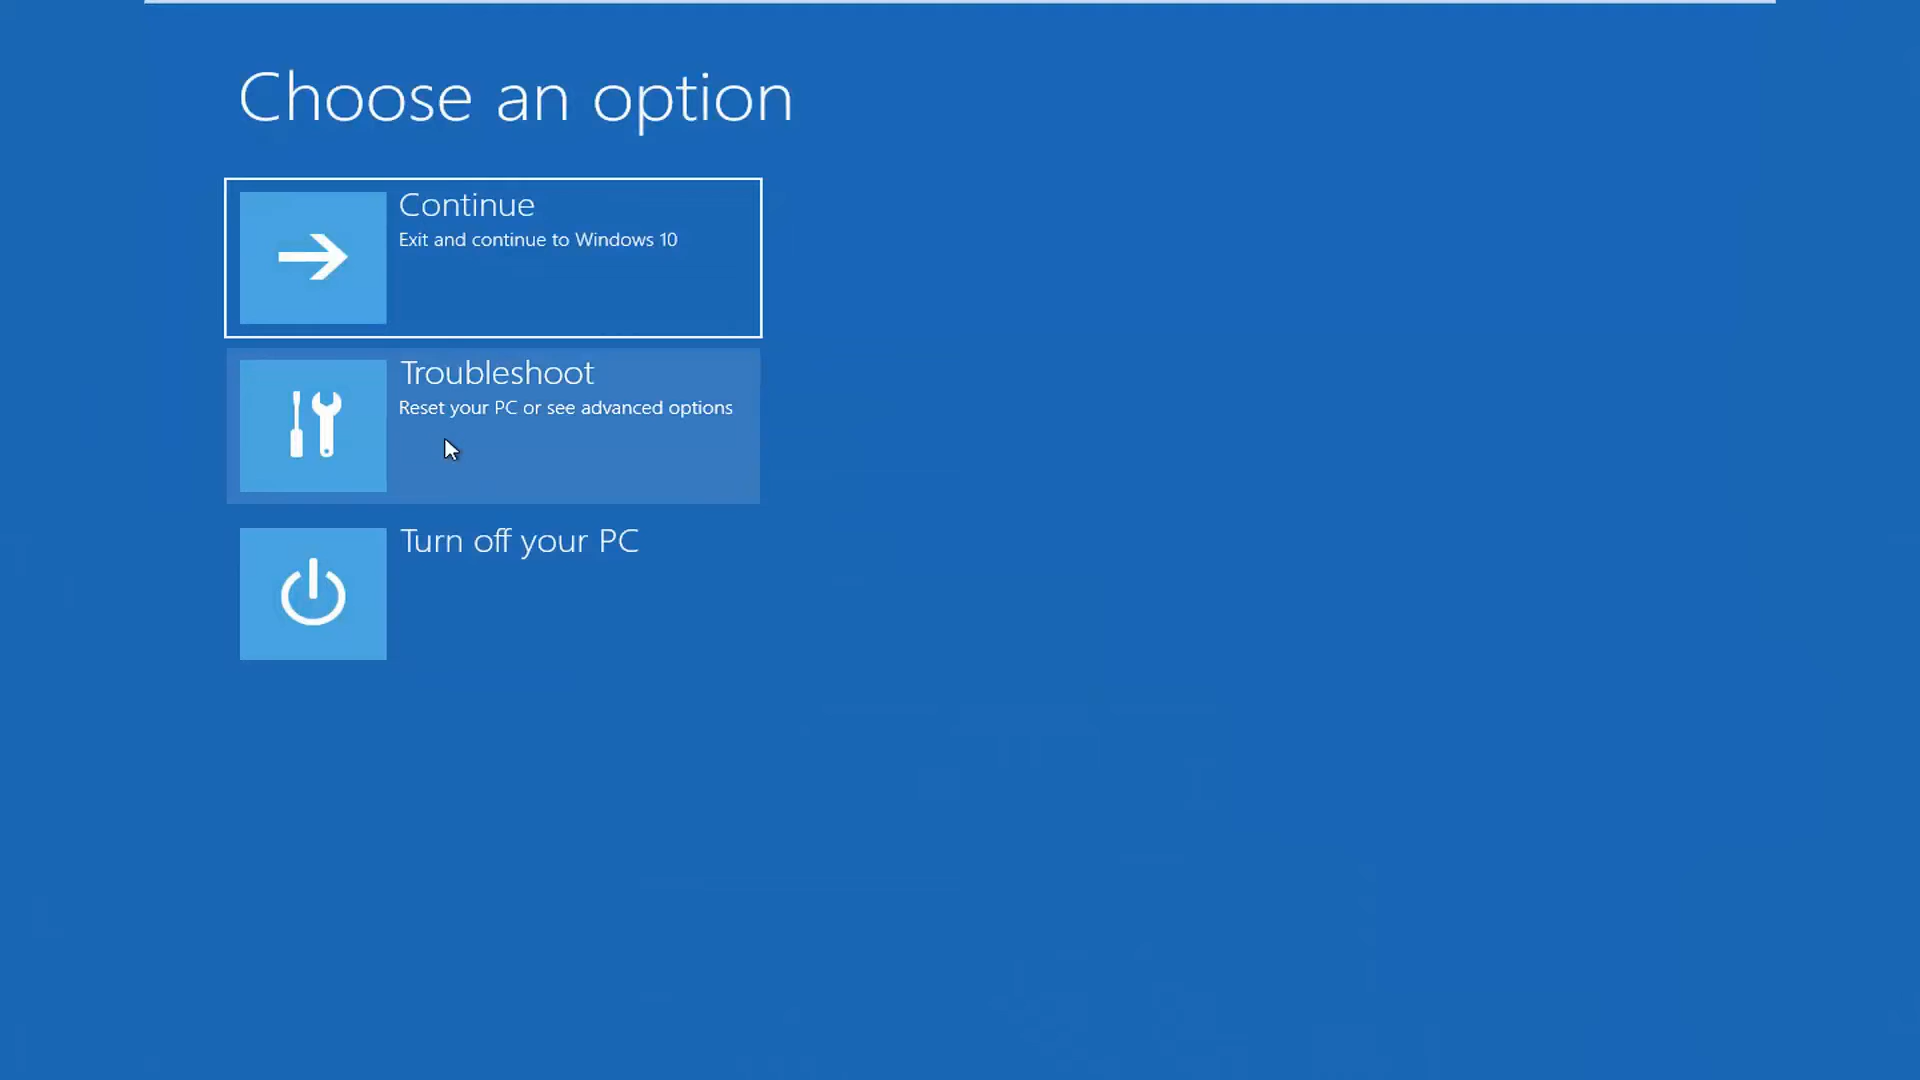 Choose an option
Continue
Exit and continue to Windows 10
Troubleshoot
Reset your PC or see advanced options
Turn off your PC